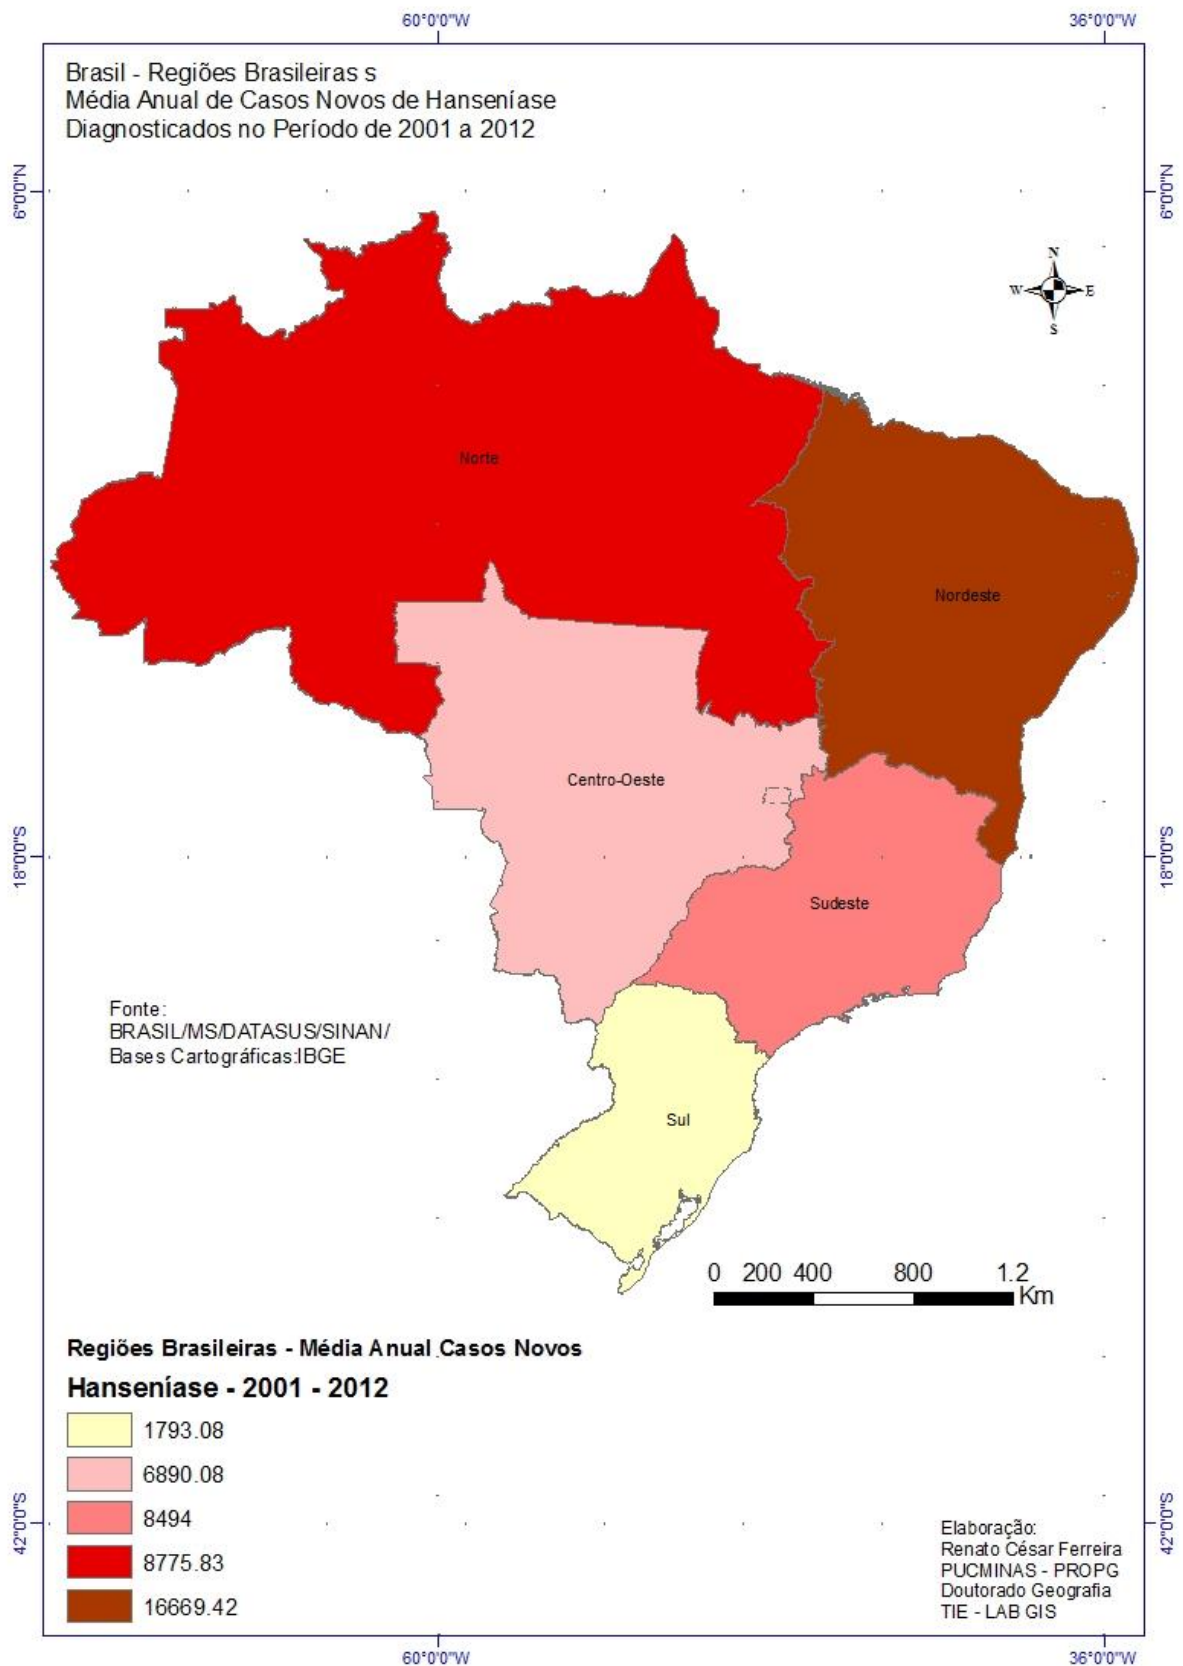 60°0'0"W
36°0'0"W
Brasil - Regiões Brasileiras s
Média Anual de Casos Novos de Hanseníase
Diagnosticados no Período de 2001 a 2012
6°0'0"N
6°0'0"N
N
W
E
S
Norte
Nordeste
Centro-Oeste
18°0'0"S
18°0'0"S
Sudeste
Fonte:
BRASIL/MS/DATASUS/SINAN/
Bases Cartográficas:IBGE
Sul
0 200 400 800 1.2
Km
Regiões Brasileiras - Média Anual Casos Novos
Hanseníase - 2001 - 2012
1793.08
6890.08
8494
8775.83
16669.42
42°0'0"S
42°0'0"S
Elaboração:
Renato César Ferreira
PUCMINAS - PROPG
Doutorado Geografia
TIE - LAB GIS
60°0'0"W
36°0'0"W